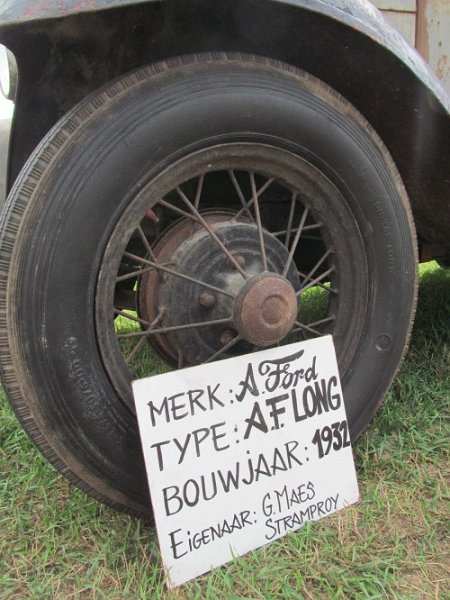 MERK: A.Ford
TYPE: A.F. LONG
BOUWJAAR: 1932
EIGENAAR: G. MAES
STRAMPROY